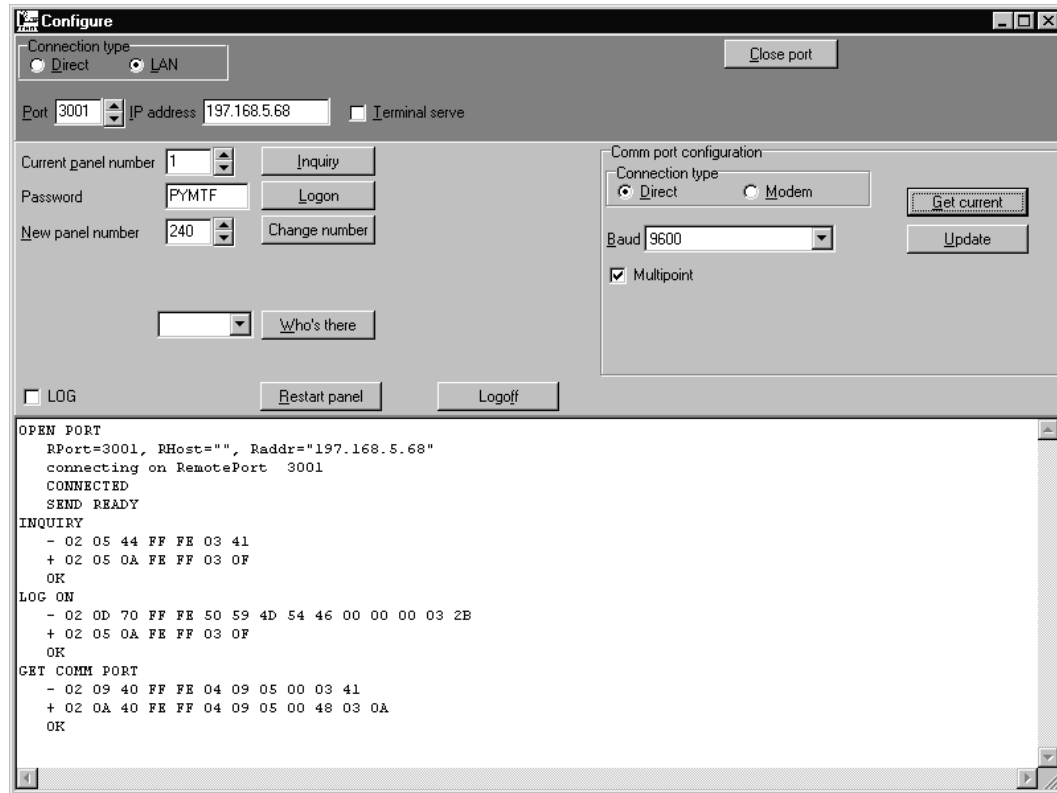 Configure
Connection type
Direct LAN
Close port
Port 3001 IP address 197.168.5.68 Terminal serve
Current panel number 1 Inquiry
Password PYMTF Logon
New panel number 240 Change number
Who's there
Comm port configuration
Connection type
Direct Modem
Get current
Baud 9600
Update
Multipoint
LOG Restart panel Logoff
OPEN PORT
RPort=3001, RHost="", Raddr="197.168.5.68"
connecting on RemotePort 3001
CONNECTED
SEND READY
INQUIRY
- 02 05 44 FF FE 03 41
+ 02 05 0A FE FF 03 0F
OK
LOG ON
- 02 0D 70 FF FE 50 59 4D 54 46 00 00 00 03 2B
+ 02 05 0A FE FF 03 0F
OK
GET COMM PORT
- 02 09 40 FF FE 04 09 05 00 03 41
+ 02 0A 40 FE FF 04 09 05 00 48 03 0A
OK